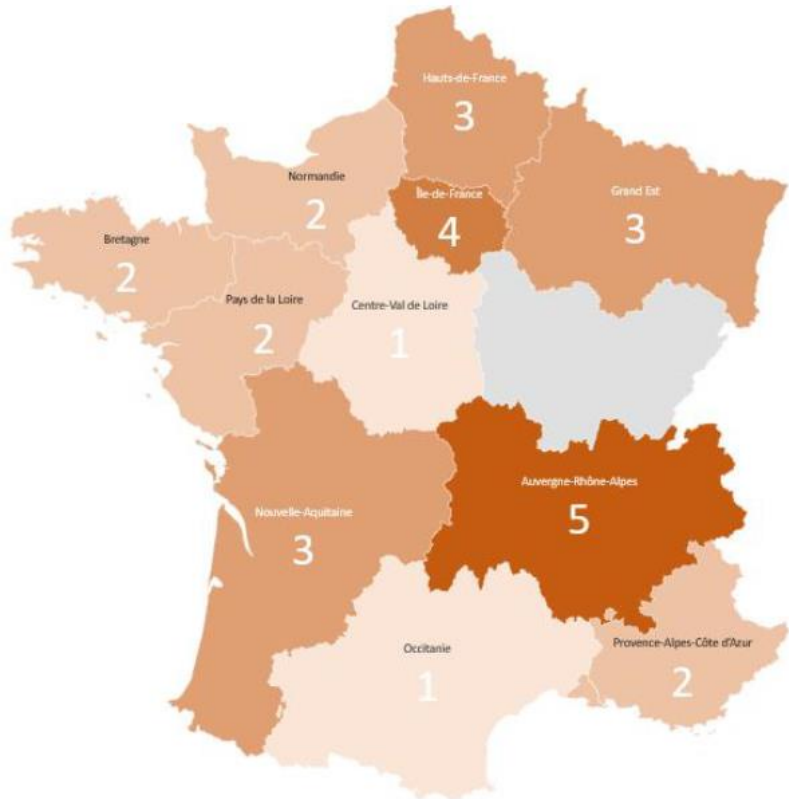 Hauts-de-France
3
Normandie
2
Île-de-France
4
Grand Est
3
Bretagne
2
Pays de la Loire
2
Centre-Val de Loire
1
Auvergne-Rhône-Alpes
5
Nouvelle-Aquitaine
3
Occitanie
1
Provence-Alpes-Côte d'Azur
2